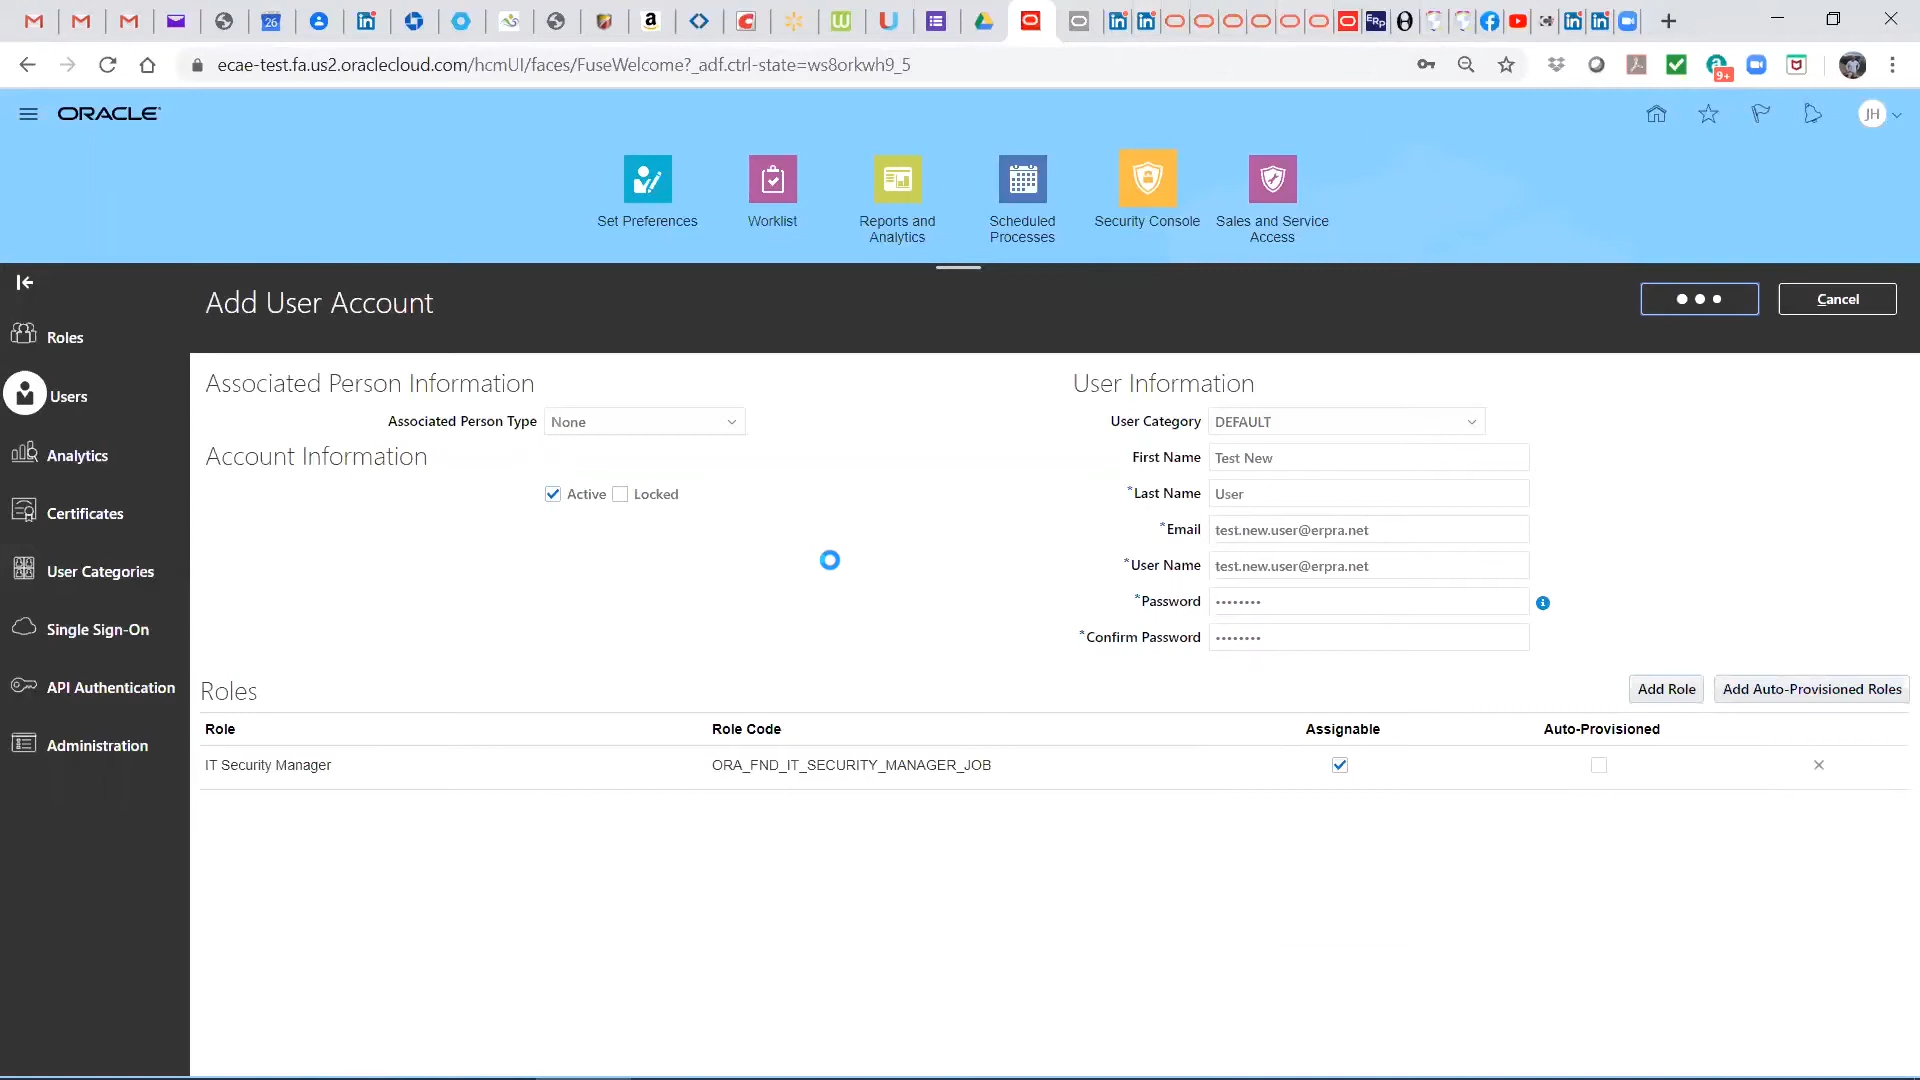 26
a
ERP
ecae-test.fa.us2.oraclecloud.com/hcmUI/faces/FuseWelcome?_adf.ctrl-state=ws8orkwh9_5
9+
ORACLE
JH
Set Preferences
Worklist
Reports and
Analytics
Scheduled
Processes
Security Console
Sales and Service
Access
Add User Account
Cancel
Roles
Users
Analytics
Certificates
User Categories
Single Sign-On
API Authentication
Administration
Associated Person Information
Associated Person Type None
Account Information
Active Locked
User Information
User Category DEFAULT
First Name Test New
*Last Name User
*Email test.new.user@erpra.net
*User Name test.new.user@erpra.net
*Password ••••••••
*Confirm Password ••••••••
Roles
Add Role Add Auto-Provisioned Roles
Role Role Code Assignable Auto-Provisioned
IT Security Manager ORA_FND_IT_SECURITY_MANAGER_JOB